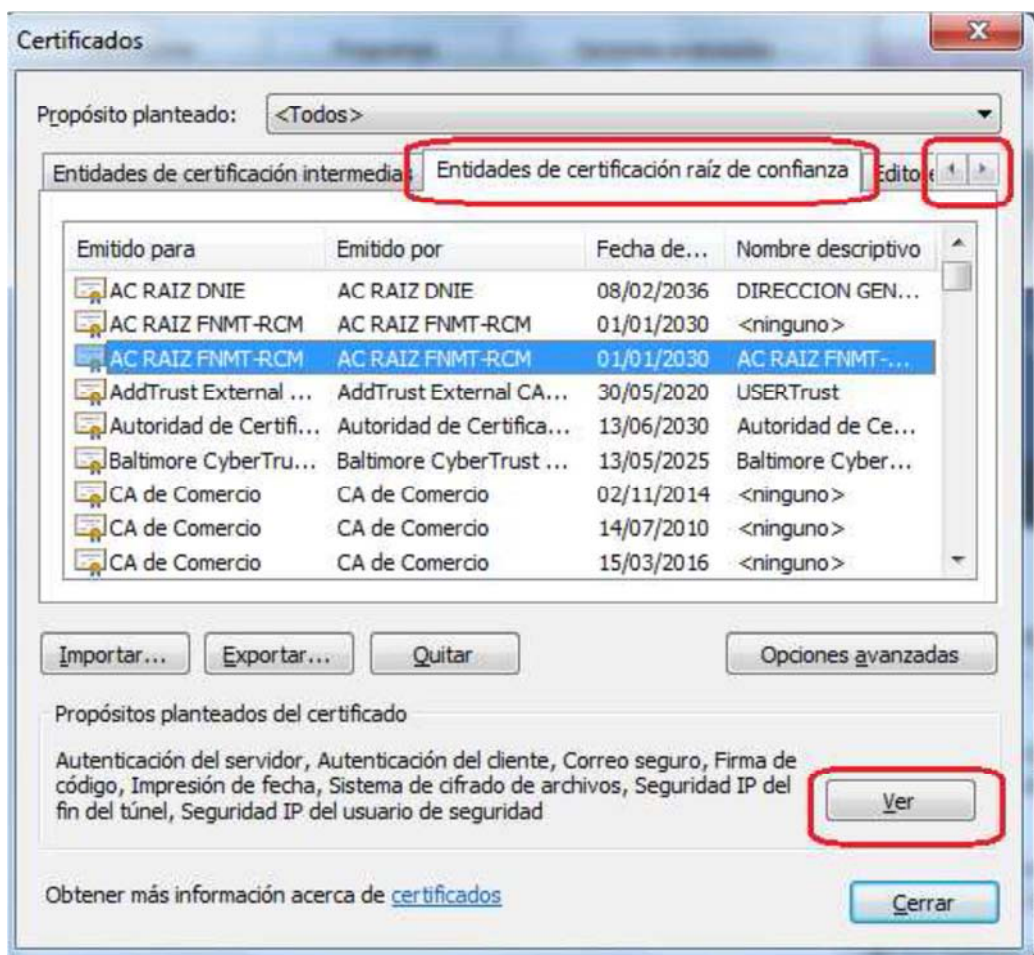 Certificados
Propósito planteado: <Todos>
Entidades de certificación intermedias Entidades de certificación raíz de confianza Editore
Emitido para Emitido por Fecha de... Nombre descriptivo
AC RAIZ DNIE AC RAIZ DNIE 08/02/2036 DIRECCION GEN...
AC RAIZ FNMT-RCM AC RAIZ FNMT-RCM 01/01/2030 <ninguno>
AC RAIZ FNMT-RCM AC RAIZ FNMT-RCM 01/01/2030 AC RAIZ FNMT-...
AddTrust External ... AddTrust External CA... 30/05/2020 USERTrust
Autoridad de Certifi... Autoridad de Certifica... 13/06/2030 Autoridad de Ce...
Baltimore CyberTru... Baltimore CyberTrust ... 13/05/2025 Baltimore Cyber...
CA de Comercio CA de Comercio 02/11/2014 <ninguno>
CA de Comercio CA de Comercio 14/07/2010 <ninguno>
CA de Comercio CA de Comercio 15/03/2016 <ninguno>
Importar... Exportar... Quitar Opciones avanzadas
Propósitos planteados del certificado
Autenticación del servidor, Autenticación del cliente, Correo seguro, Firma de
código, Impresión de fecha, Sistema de cifrado de archivos, Seguridad IP del
fin del túnel, Seguridad IP del usuario de seguridad
Ver
Obtener más información acerca de certificados
Cerrar